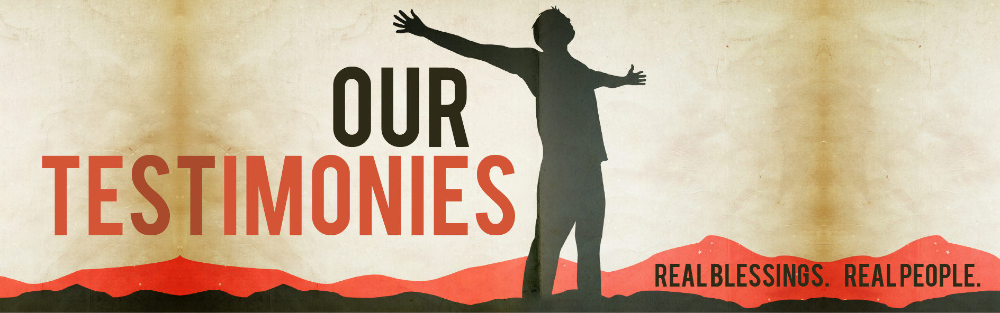 OUR
TESTIMONIES
REAL BLESSINGS. REAL PEOPLE.